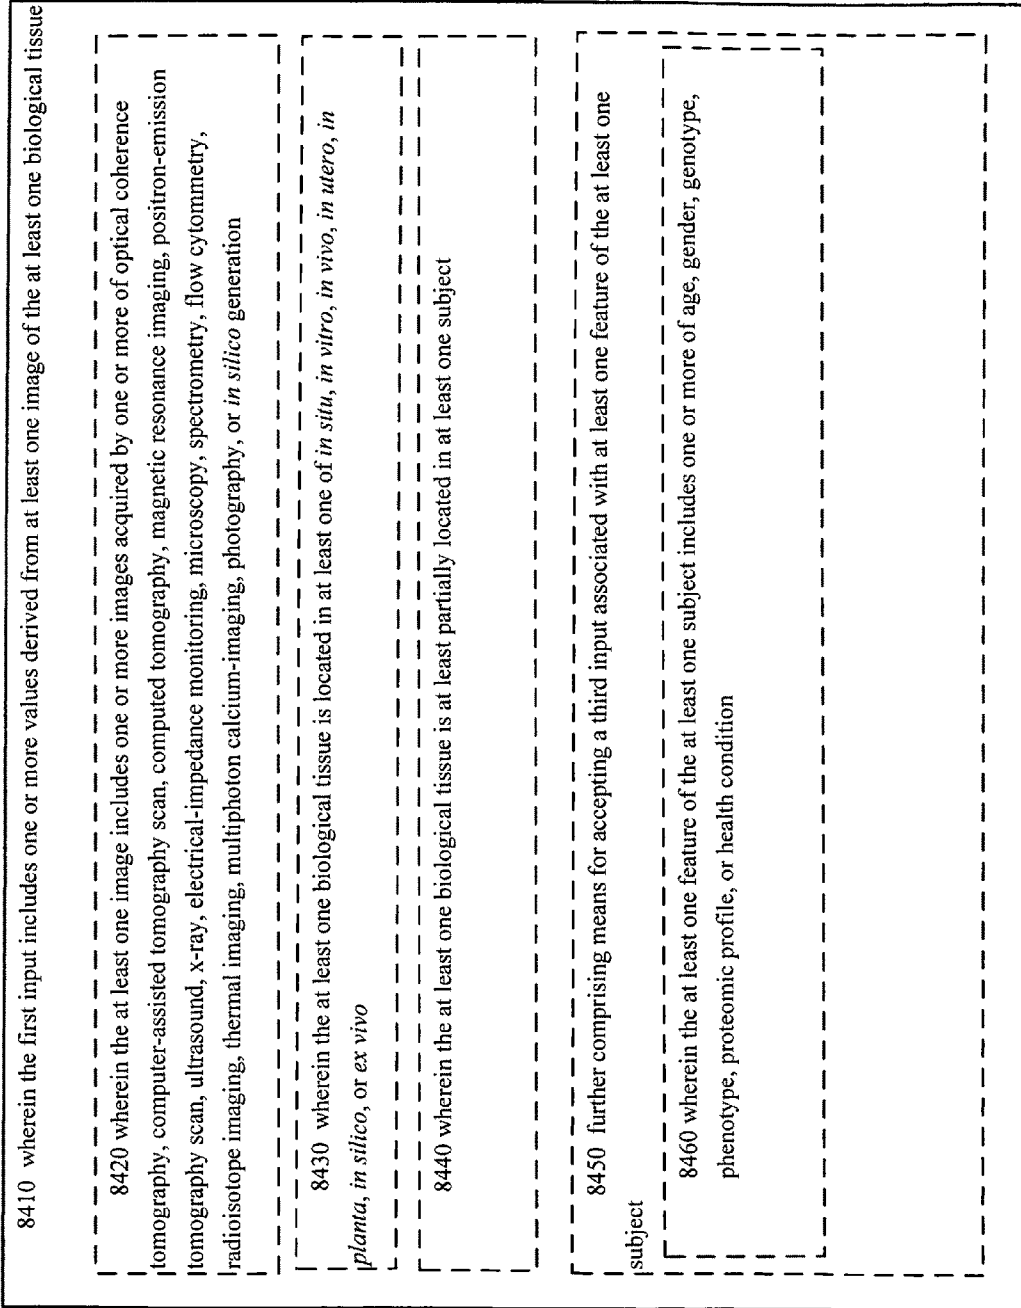 8410 wherein the first input includes one or more values derived from at least one image of the at least one biological tissue
8420 wherein the at least one image includes one or more images acquired by one or more of optical coherence
tomography, computer-assisted tomography scan, computed tomography, magnetic resonance imaging, positron-emission
tomography scan, ultrasound, x-ray, electrical-impedance monitoring, microscopy, spectrometry, flow cytommetry,
radioisotope imaging, thermal imaging, multiphoton calcium-imaging, photography, or in silico generation
8430 wherein the at least one biological tissue is located in at least one of in situ, in vitro, in vivo, in utero, in
planta, in silico, or ex vivo
8440 wherein the at least one biological tissue is at least partially located in at least one subject
8450 further comprising means for accepting a third input associated with at least one feature of the at least one
subject
8460 wherein the at least one feature of the at least one subject includes one or more of age, gender, genotype,
phenotype, proteomic profile, or health condition